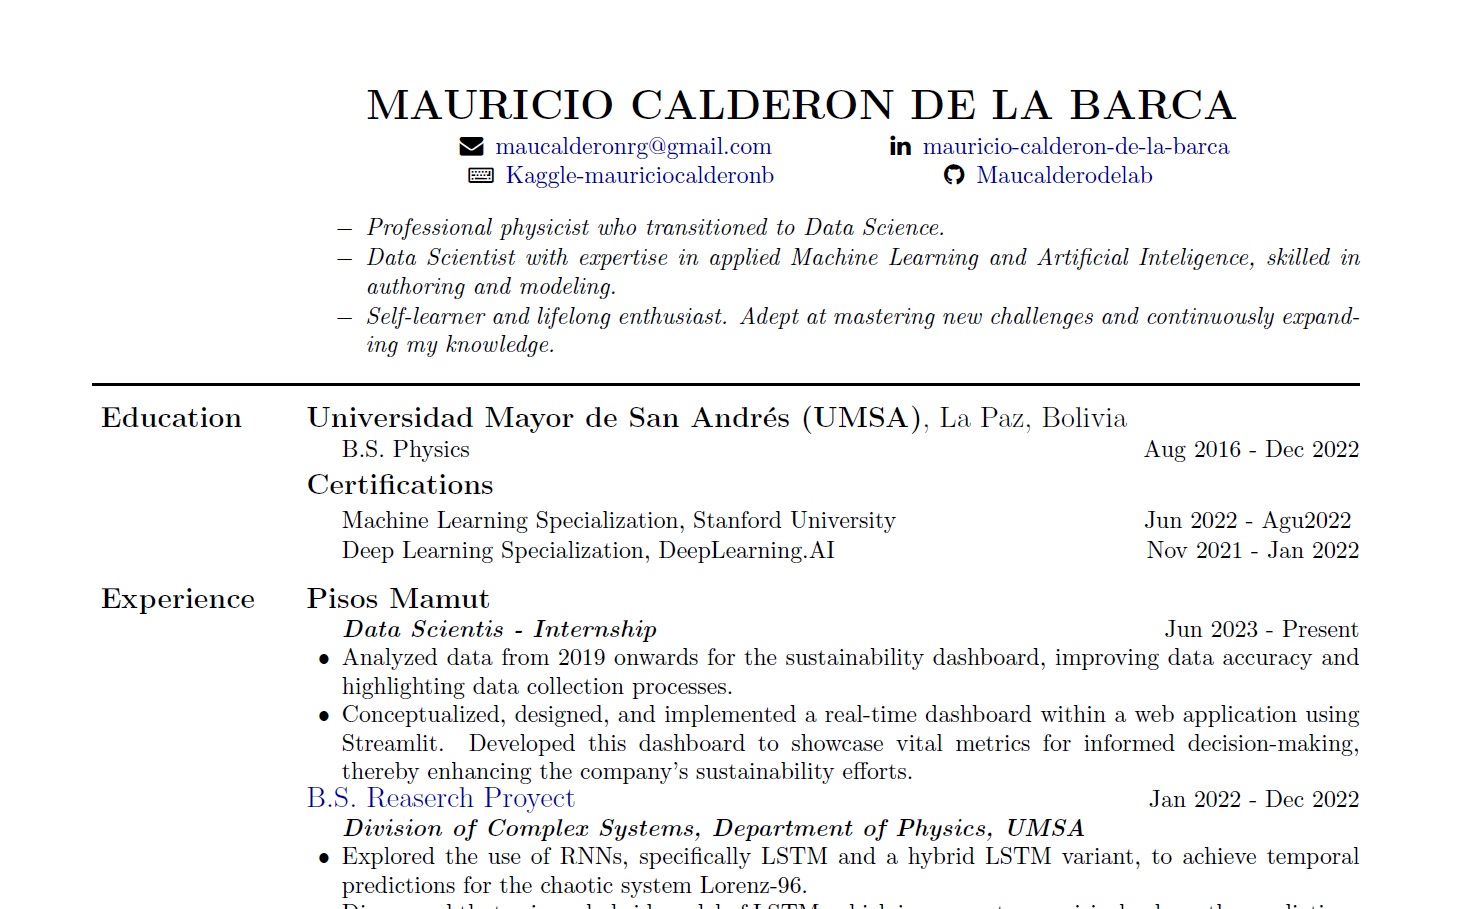 MAURICIO CALDERON DE LA BARCA
maucalderonrg@gmail.com mauricio-calderon-de-la-barca
Kaggle-mauriciocalderonb Maucalderodelab
– Professional physicist who transitioned to Data Science.
– Data Scientist with expertise in applied Machine Learning and Artificial Inteligence, skilled in
authoring and modeling.
– Self-learner and lifelong enthusiast. Adept at mastering new challenges and continuously expand-
ing my knowledge.
Education Universidad Mayor de San Andrés (UMSA), La Paz, Bolivia
B.S. Physics Aug 2016 - Dec 2022
Certifications
Machine Learning Specialization, Stanford University Jun 2022 - Agu2022
Deep Learning Specialization, DeepLearning.AI Nov 2021 - Jan 2022
Experience Pisos Mamut
Data Scientis - Internship Jun 2023 - Present
• Analyzed data from 2019 onwards for the sustainability dashboard, improving data accuracy and
highlighting data collection processes.
• Conceptualized, designed, and implemented a real-time dashboard within a web application using
Streamlit. Developed this dashboard to showcase vital metrics for informed decision-making,
thereby enhancing the company's sustainability efforts.
B.S. Reaserch Proyect Jan 2022 - Dec 2022
Division of Complex Systems, Department of Physics, UMSA
• Explored the use of RNNs, specifically LSTM and a hybrid LSTM variant, to achieve temporal
predictions for the chaotic system Lorenz-96.